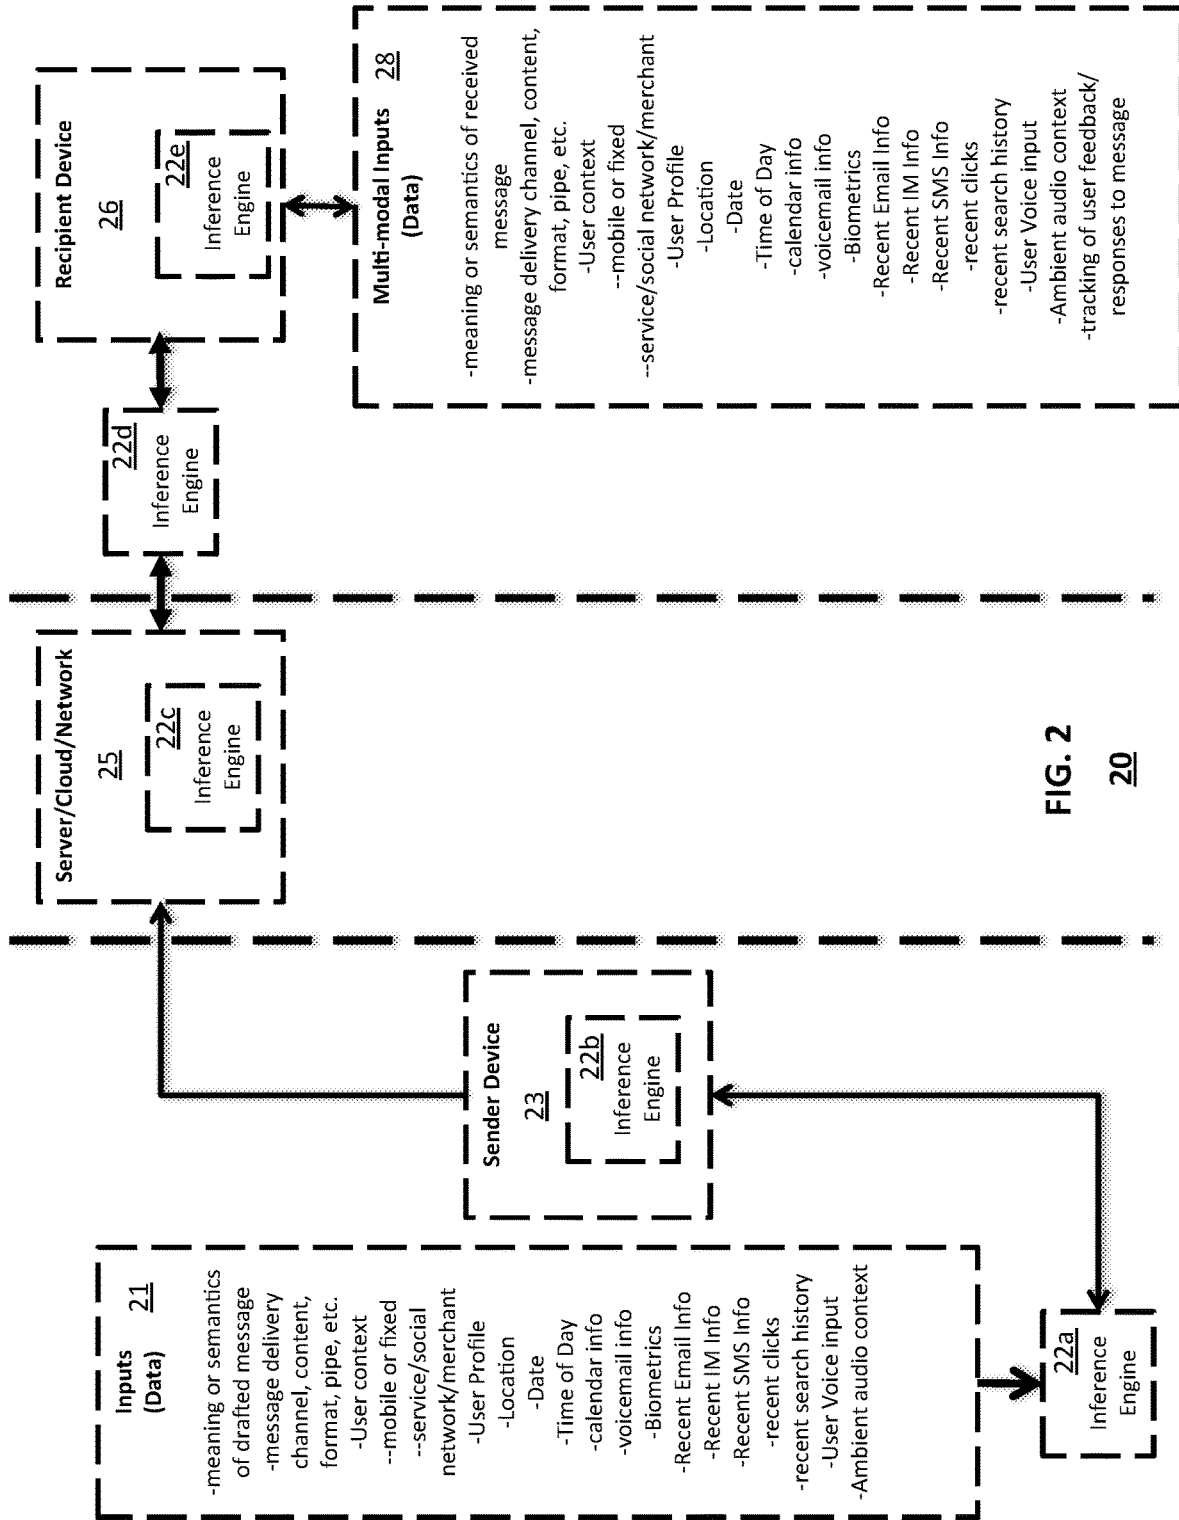 Inputs
(Data)
21
-meaning or semantics
of drafted message
-message delivery
channel, content,
format, pipe, etc.
-User context
--mobile or fixed
--service/social
network/merchant
-User Profile
-Location
-Date
-Time of Day
-calendar info
-voicemail info
-Biometrics
-Recent Email Info
-Recent IM Info
-Recent SMS Info
-recent clicks
-recent search history
-User Voice input
-Ambient audio context
22a
Inference
Engine
Sender Device
23
22b
Inference
Engine
Server/Cloud/Network
25
22c
Inference
Engine
22d
Inference
Engine
Recipient Device
26
22e
Inference
Engine
Multi-modal Inputs
(Data)
28
-meaning or semantics of received
message
-message delivery channel, content,
format, pipe, etc.
-User context
--mobile or fixed
--service/social network/merchant
-User Profile
-Location
-Date
-Time of Day
-calendar info
-voicemail info
-Biometrics
-Recent Email Info
-Recent IM Info
-Recent SMS Info
-recent clicks
-recent search history
-User Voice input
-Ambient audio context
-tracking of user feedback/
responses to message
FIG. 2
20